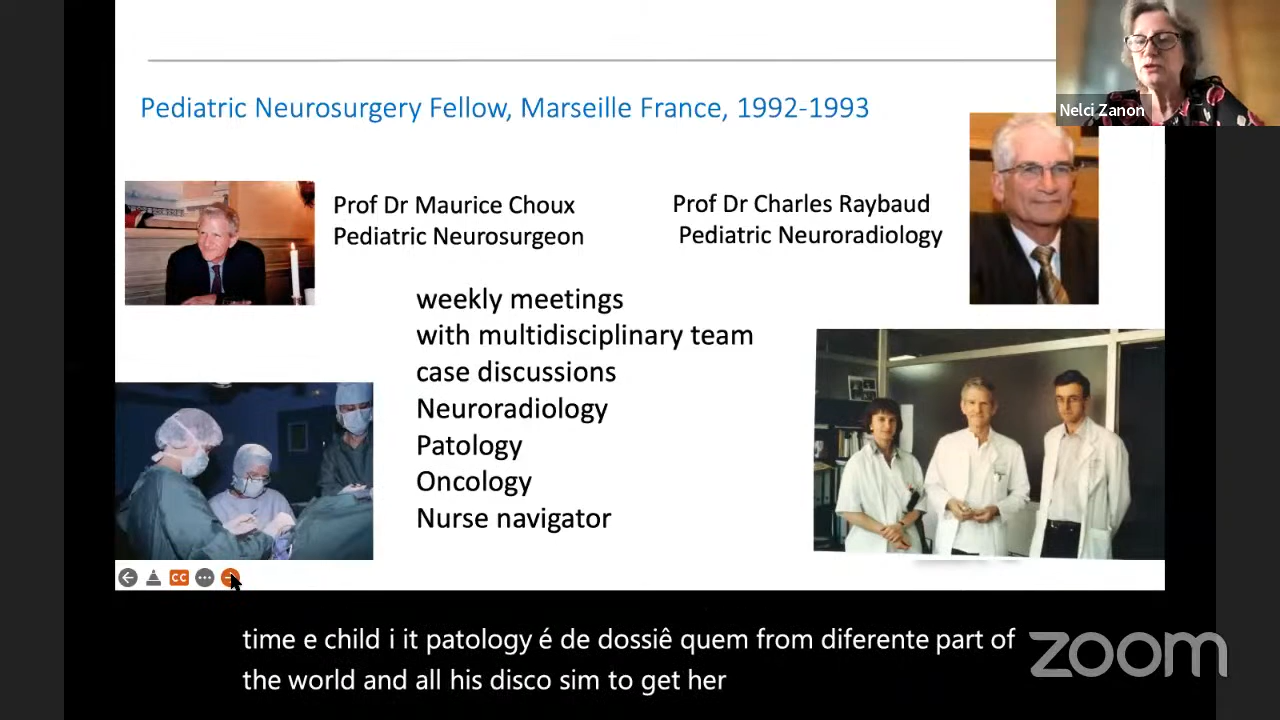 Pediatric Neurosurgery Fellow, Marseille France, 1992-1993
Nelci Zanon
Prof Dr Maurice Choux
Pediatric Neurosurgeon
Prof Dr Charles Raybaud
Pediatric Neuroradiology
weekly meetings
with multidisciplinary team
case discussions
Neuroradiology
Patology
Oncology
Nurse navigator
CC
time e child i it patology é de dossiê quem from diferente part of
the world and all his disco sim to get her
zoom